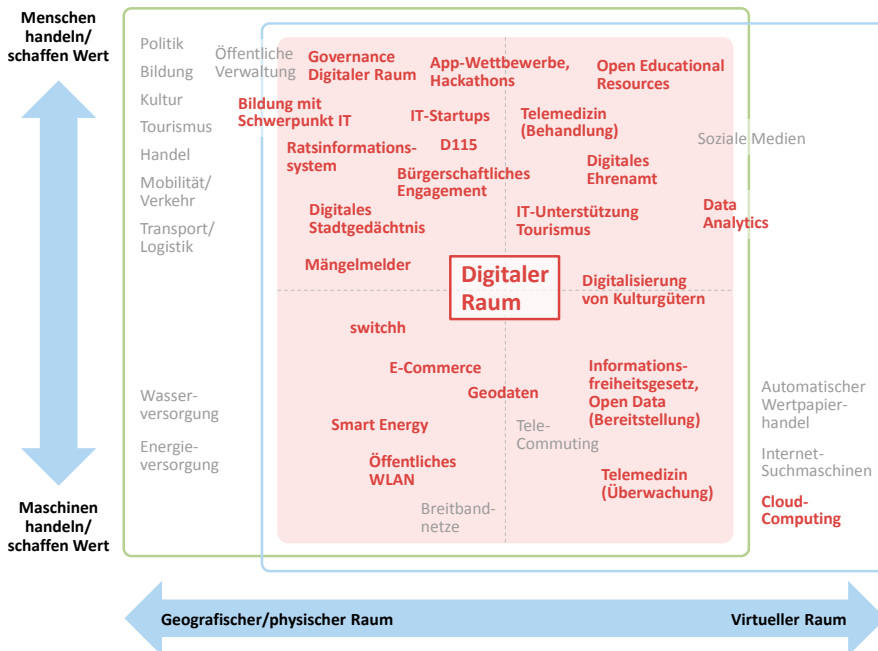 Menschen
handeln/
schaffen Wert
Politik
Bildung
Kultur
Tourismus
Handel
Mobilität/
Verkehr
Transport/
Logistik
Öffentliche
Verwaltung
Governance
Digitaler Raum
App-Wettbewerbe,
Hackathons
Open Educational
Resources
Bildung mit
Schwerpunkt IT
IT-Startups
Telemedizin
(Behandlung)
Soziale Medien
Ratsinformations-
system
D115
Bürgerschaftliches
Engagement
Digitales
Ehrenamt
Digitales
Stadtgedächtnis
IT-Unterstützung
Tourismus
Data
Analytics
Mängelmelder
Digitaler
Raum
Digitalisierung
von Kulturgütern
switchh
E-Commerce
Geodaten
Informations-
freiheitsgesetz,
Open Data
(Bereitstellung)
Automatischer
Wertpapier-
handel
Wasser-
versorgung
Smart Energy
Tele-
Commuting
Energie-
versorgung
Öffentliches
WLAN
Internet-
Suchmaschinen
Telemedizin
(Überwachung)
Breitband-
netze
Cloud-
Computing
Maschinen
handeln/
schaffen Wert
Geografischer/physischer Raum
Virtueller Raum